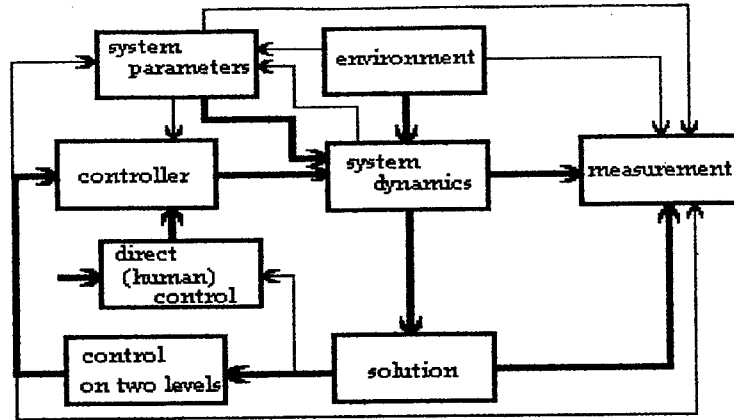 system
parameters
environment
controller
system
dynamics
measurement
direct
(human)
control
control
on two levels
solution